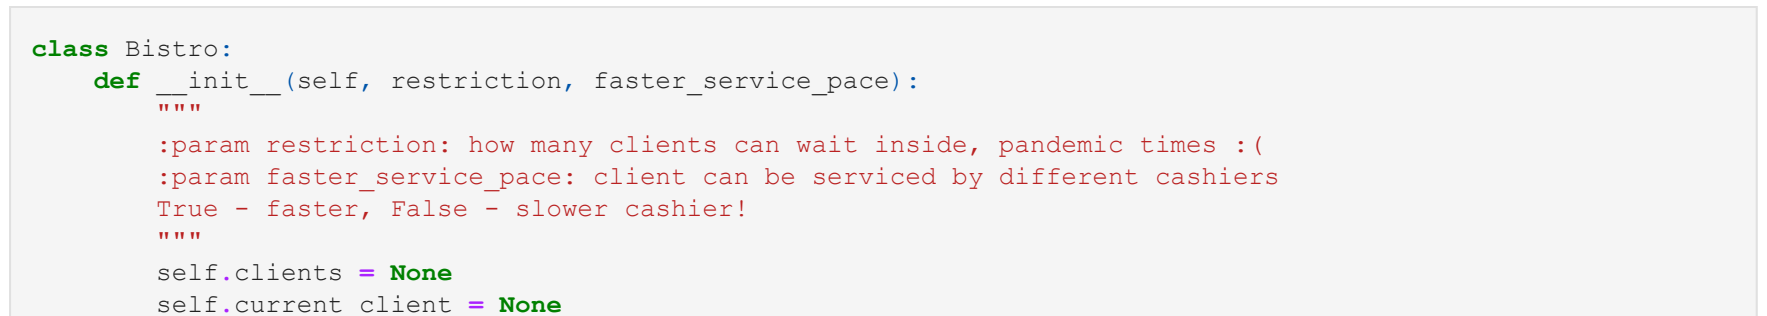 class Bistro:
    def __init__(self, restriction, faster_service_pace):
        """
        :param restriction: how many clients can wait inside, pandemic times :(
        :param faster_service_pace: client can be serviced by different cashiers
        True - faster, False - slower cashier!
        """
        self.clients = None
        self.current_client = None